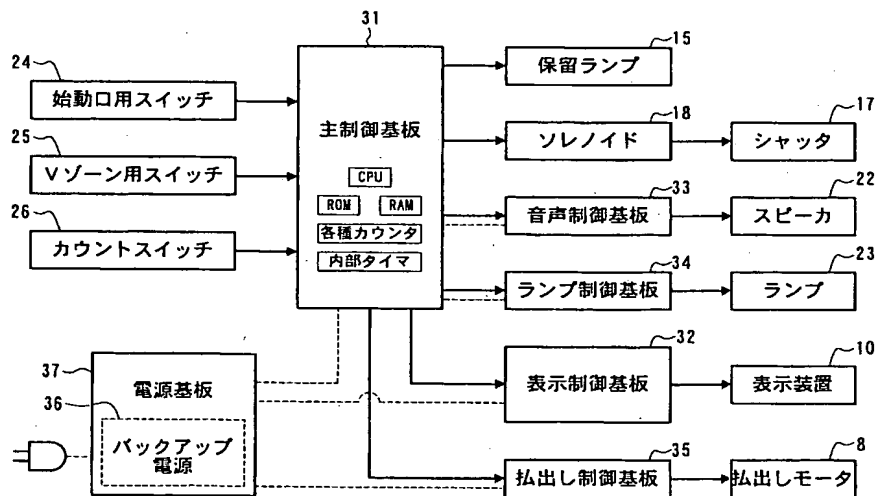 31
24
始動口用スイッチ
25
Vゾーン用スイッチ
26
カウントスイッチ
主制御基板
CPU
ROM
RAM
各種カウンタ
内部タイマ
15
保留ランプ
18
ソレノイド
17
シャッタ
33
音声制御基板
22
スピーカ
34
ランプ制御基板
23
ランプ
32
表示制御基板
10
表示装置
37
電源基板
36
バックアップ
電源
35
払出し制御基板
8
払出しモータ